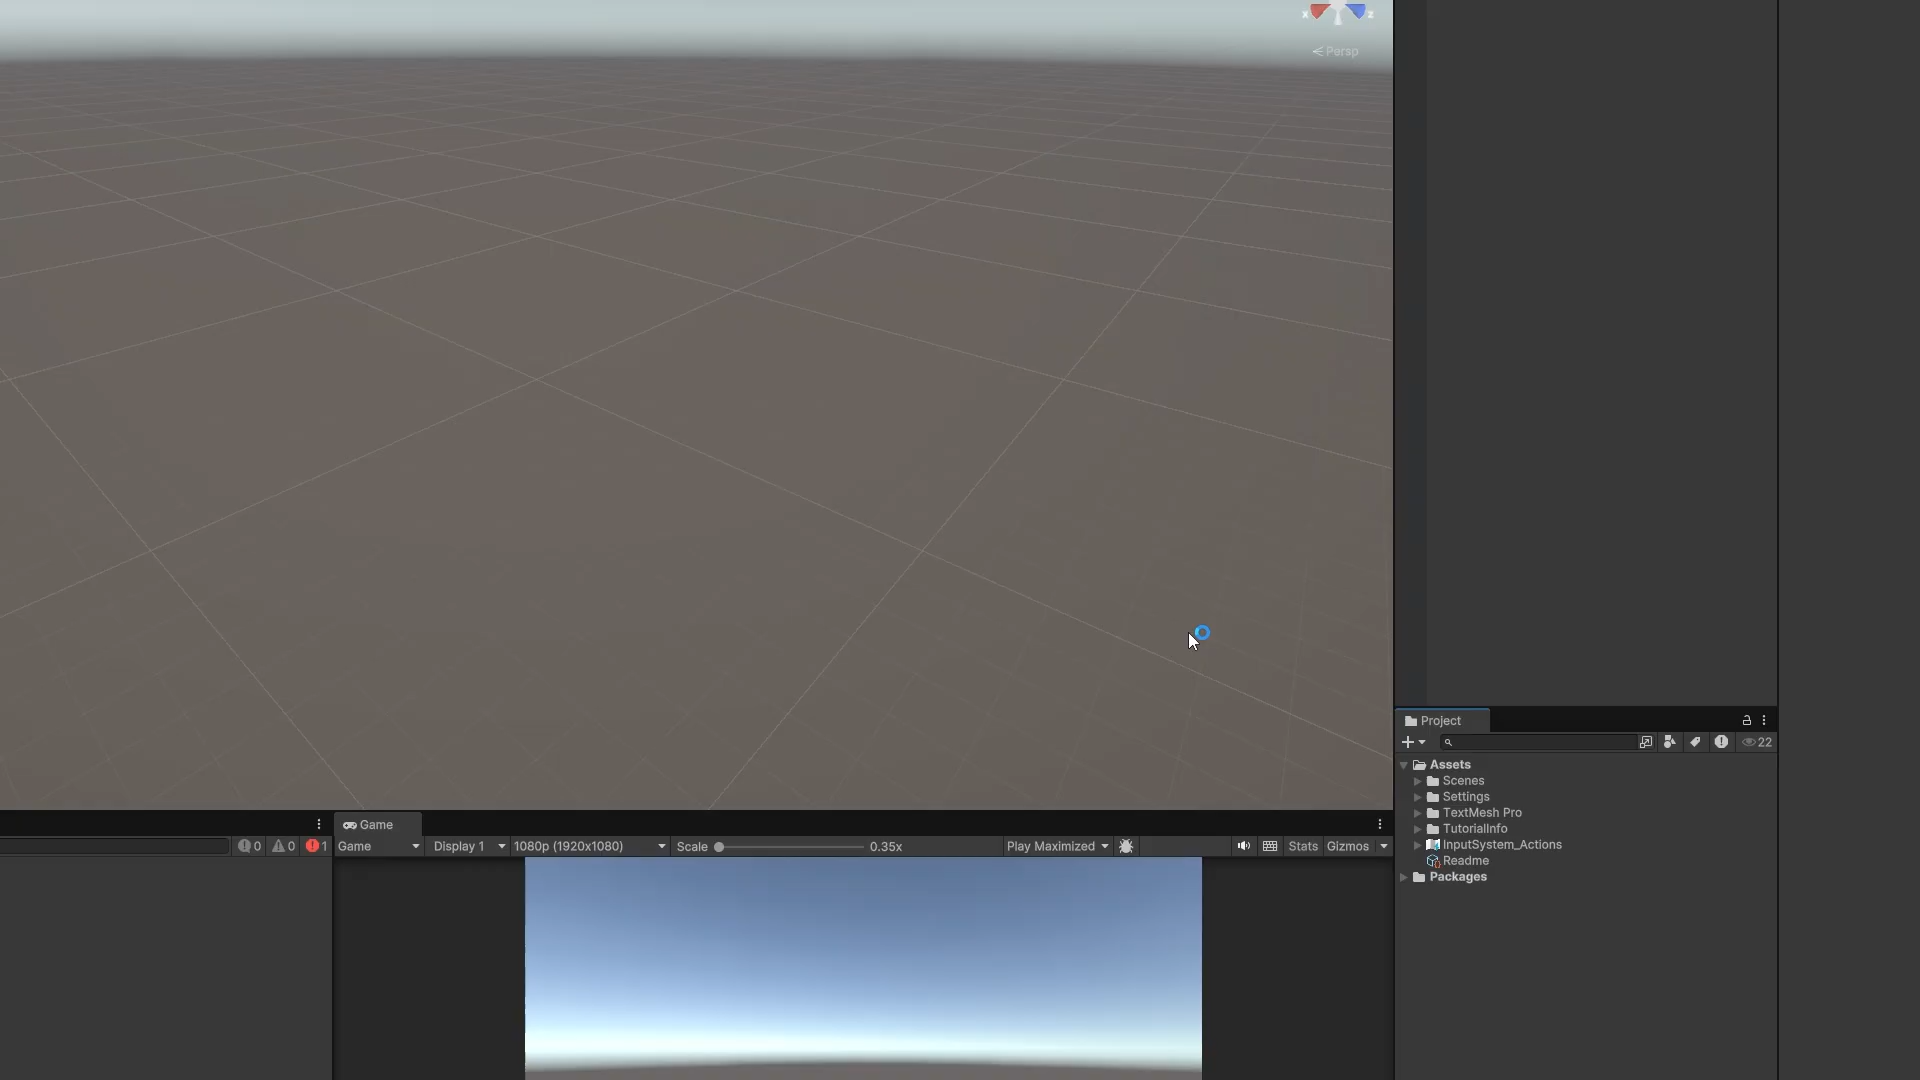 x z
< Persp
Project
22
Assets
Scenes
Settings
TextMesh Pro
TutorialInfo
InputSystem_Actions
Readme
Packages
Game
0 0 1 Game Display 1 1080p (1920x1080) Scale 0.35x Play Maximized Stats Gizmos